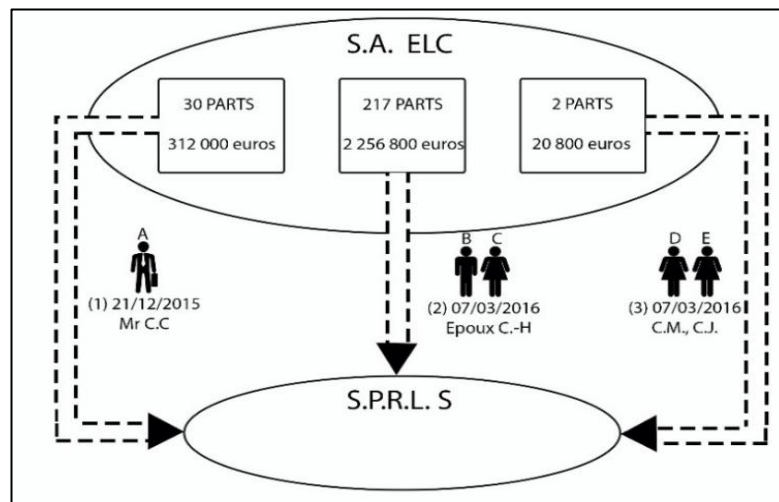 S.A. ELC
30 PARTS
312 000 euros
217 PARTS
2 256 800 euros
2 PARTS
20 800 euros
A
(1) 21/12/2015
Mr C.C
B C
(2) 07/03/2016
Epoux C.-H
D E
(3) 07/03/2016
C.M., C.J.
S.P.R.L. S